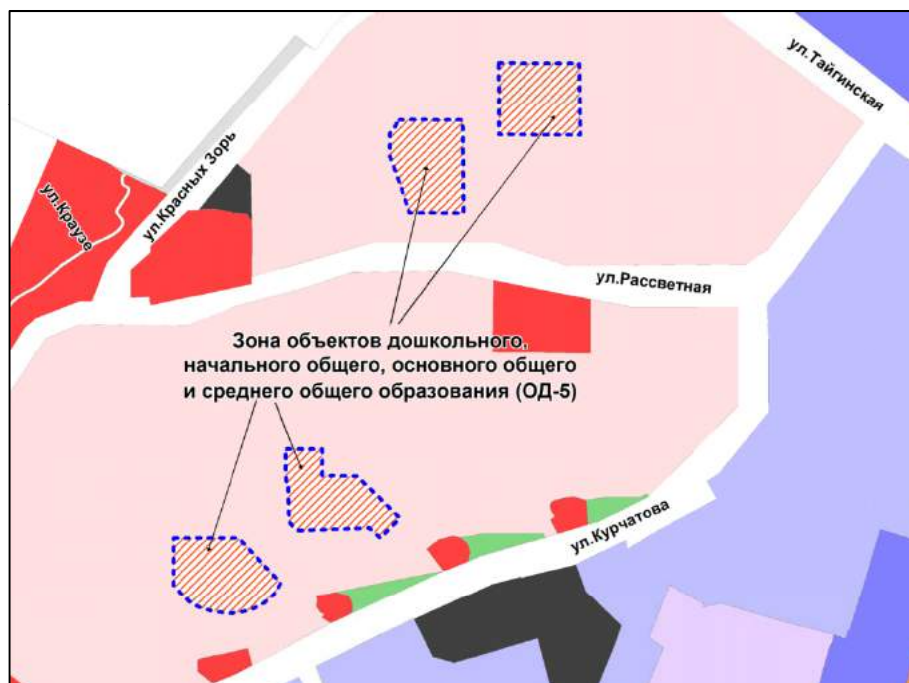 ул.Тайгинская
ул.Красных Зорь
ул.Краузе
ул.Рассветная
Зона объектов дошкольного,
начального общего, основного общего
и среднего общего образования (ОД-5)
ул.Курчатова